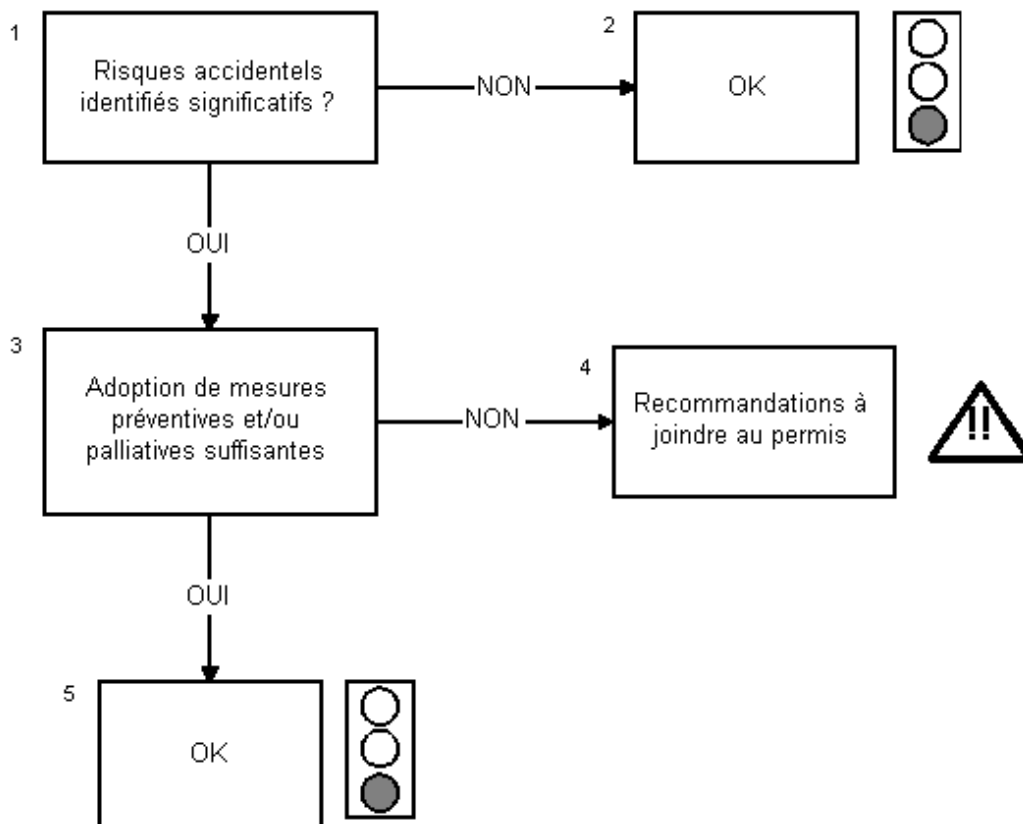 1
Risques accidentels
identifiés significatifs ?
NON
2
OK
OUI
3
Adoption de mesures
préventives et/ou
palliatives suffisantes
NON
4
Recommandations à
joindre au permis
!!
OUI
5
OK